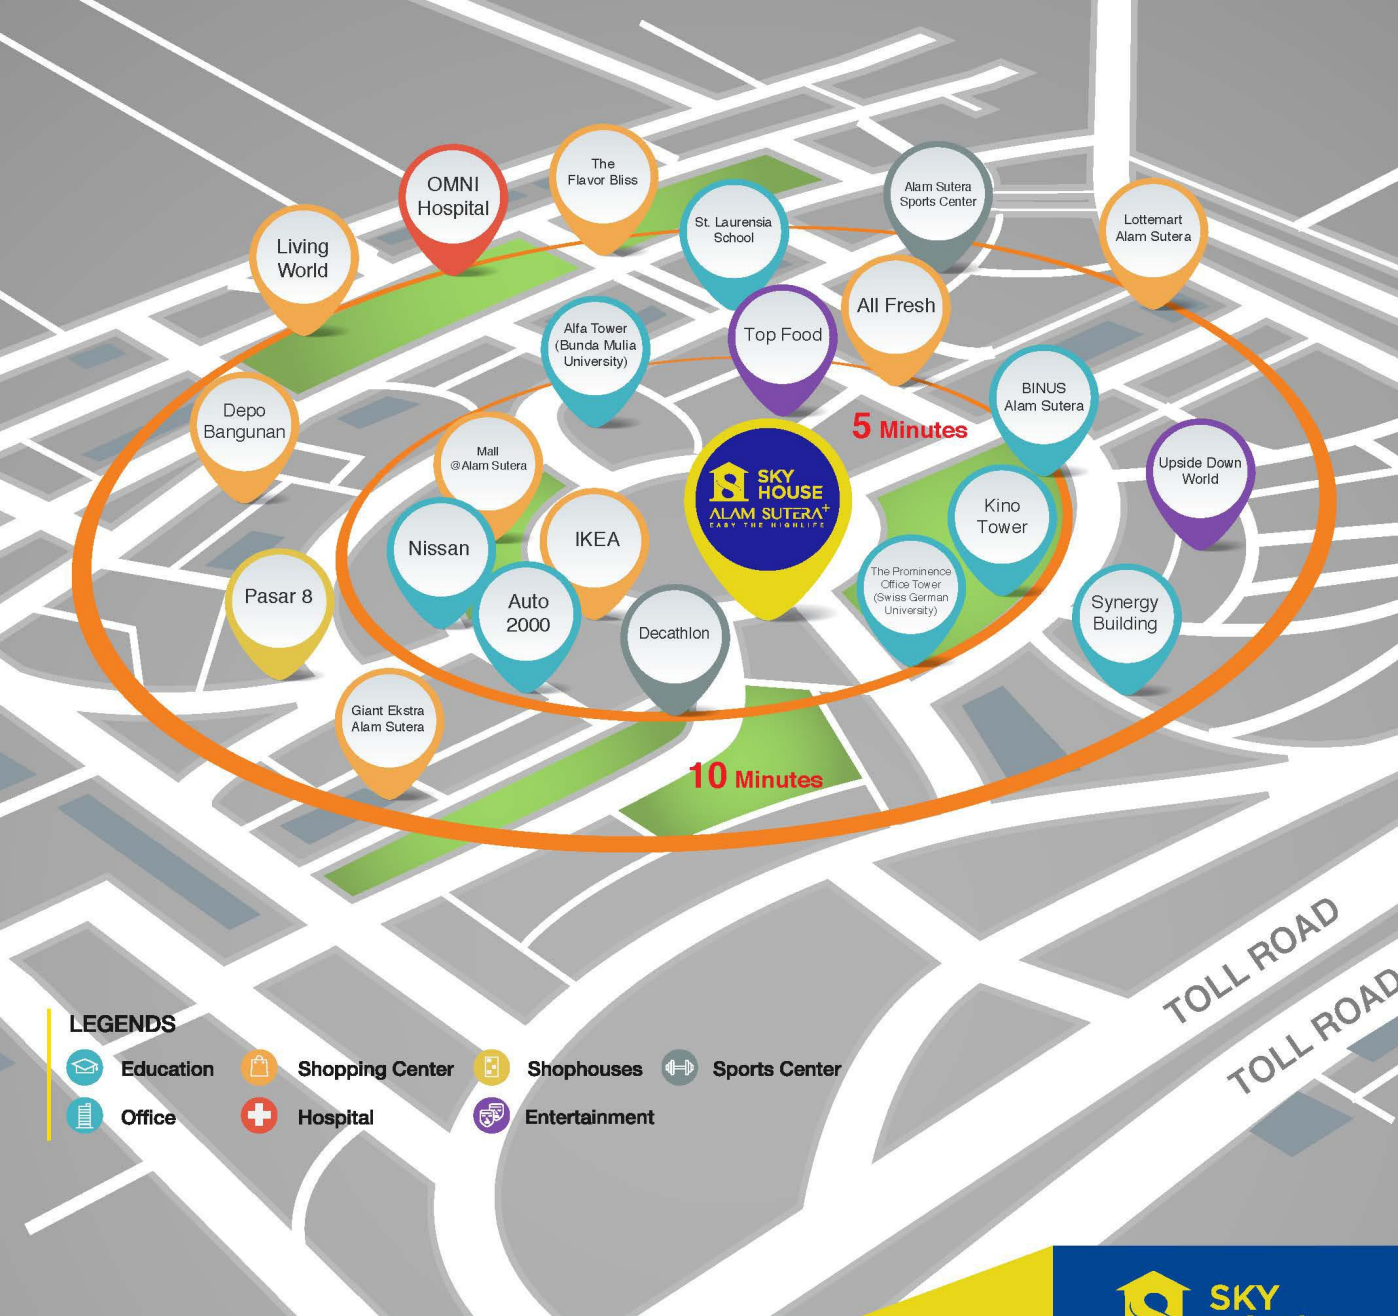 The
Flavor Bliss
OMNI
Hospital
Alam Sutera
Sports Center
St. Laurensia
School
Lottemart
Alam Sutera
Living
World
All Fresh
Alfa Tower
(Bunda Mulia
University)
Top Food
BINUS
Alam Sutera
Depo
Bangunan
5 Minutes
Mall
@Alam Sutera
Upside Down
World
SKY
HOUSE
ALAM SUTERA+
EASY THE HIGHLIFE
Kino
Tower
Nissan
IKEA
The Prominence
Office Tower
(Swiss German
University)
Pasar 8
Auto
2000
Synergy
Building
Decathlon
Giant Ekstra
Alam Sutera
10 Minutes
TOLL ROAD
TOLL ROAD
LEGENDS
Education
Shopping Center
Shophouses
Sports Center
Office
Hospital
Entertainment
SKY